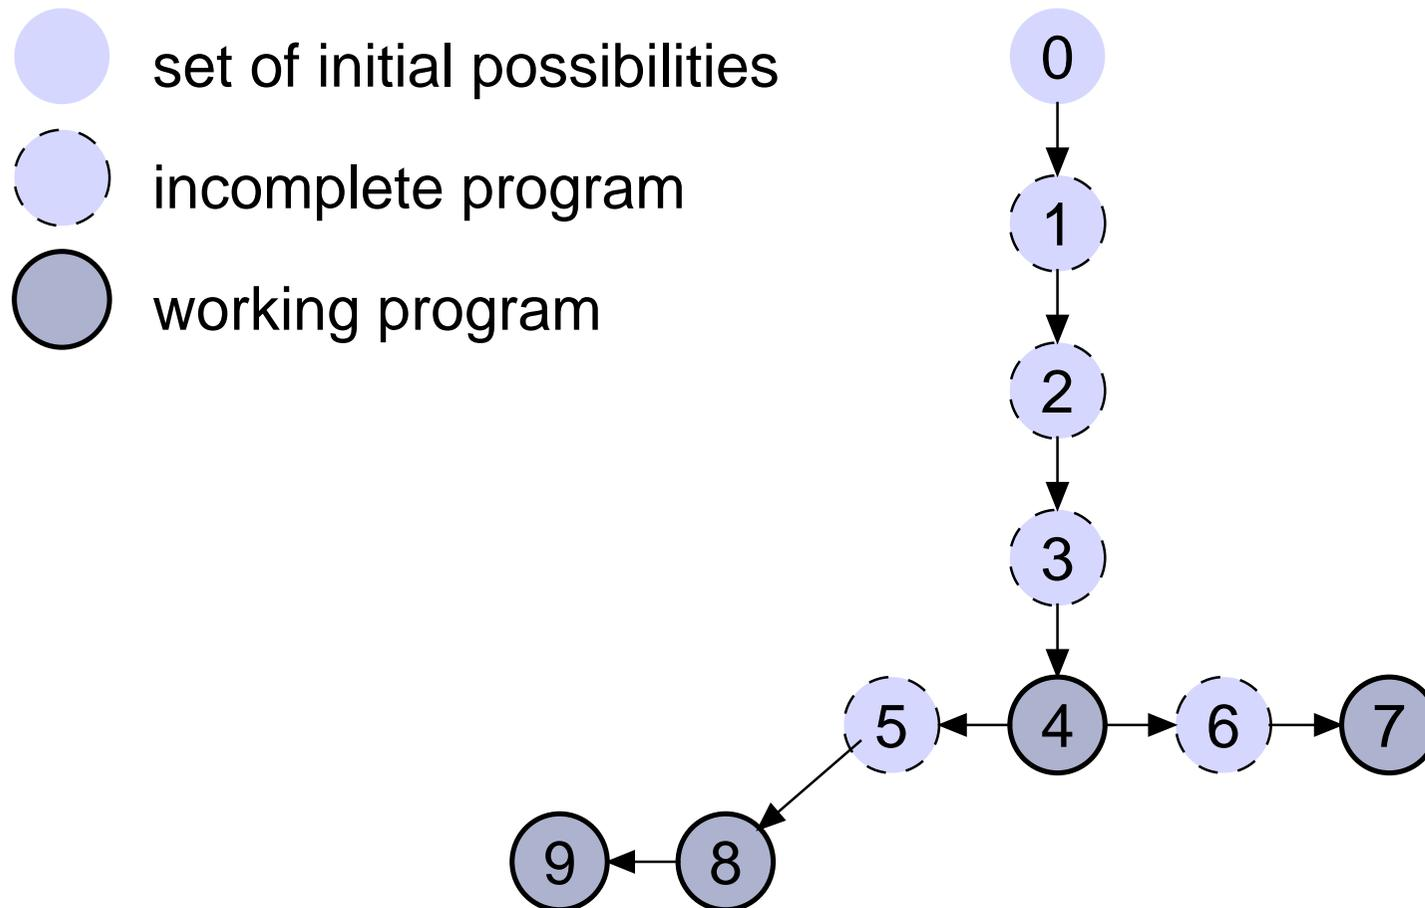 set of initial possibilities
incomplete program
working program
0
1
2
3
5 4 6 7
9 8